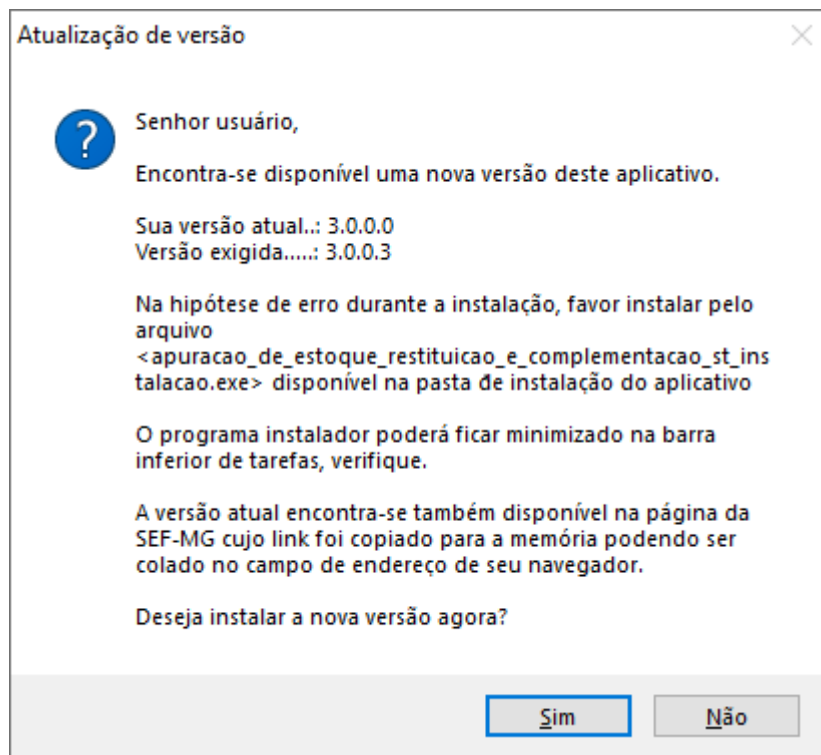 Atualização de versão
?
Senhor usuário,
Encontra-se disponível uma nova versão deste aplicativo.
Sua versão atual..: 3.0.0.0
Versão exigida.....: 3.0.0.3
Na hipótese de erro durante a instalação, favor instalar pelo
arquivo
<apuracao_de_estoque_restituicao_e_complementacao_st_ins
talacao.exe> disponível na pasta de instalação do aplicativo
O programa instalador poderá ficar minimizado na barra
inferior de tarefas, verifique.
A versão atual encontra-se também disponível na página da
SEF-MG cujo link foi copiado para a memória podendo ser
colado no campo de endereço de seu navegador.
Deseja instalar a nova versão agora?
Sim
Não